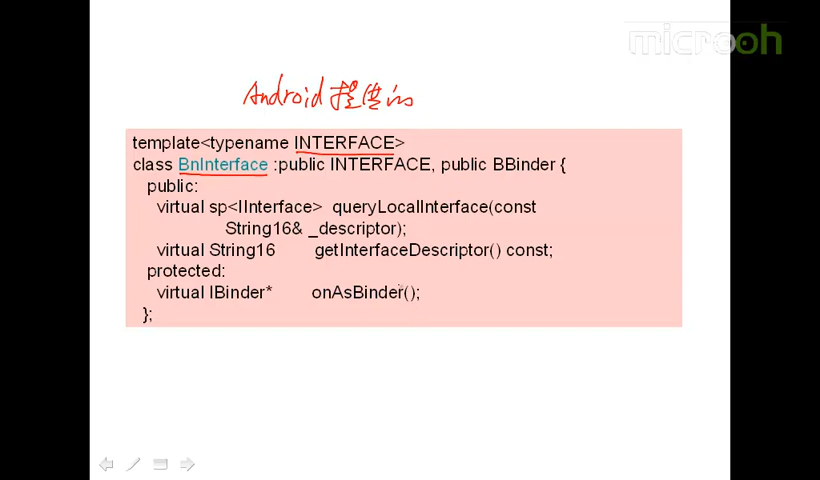 microoh
Android提供的
template<typename INTERFACE>
class BnInterface :public INTERFACE, public BBinder {
public:
virtual sp<IInterface> queryLocalInterface(const
String16& _descriptor);
virtual String16 getInterfaceDescriptor() const;
protected:
virtual IBinder* onAsBinder();
};